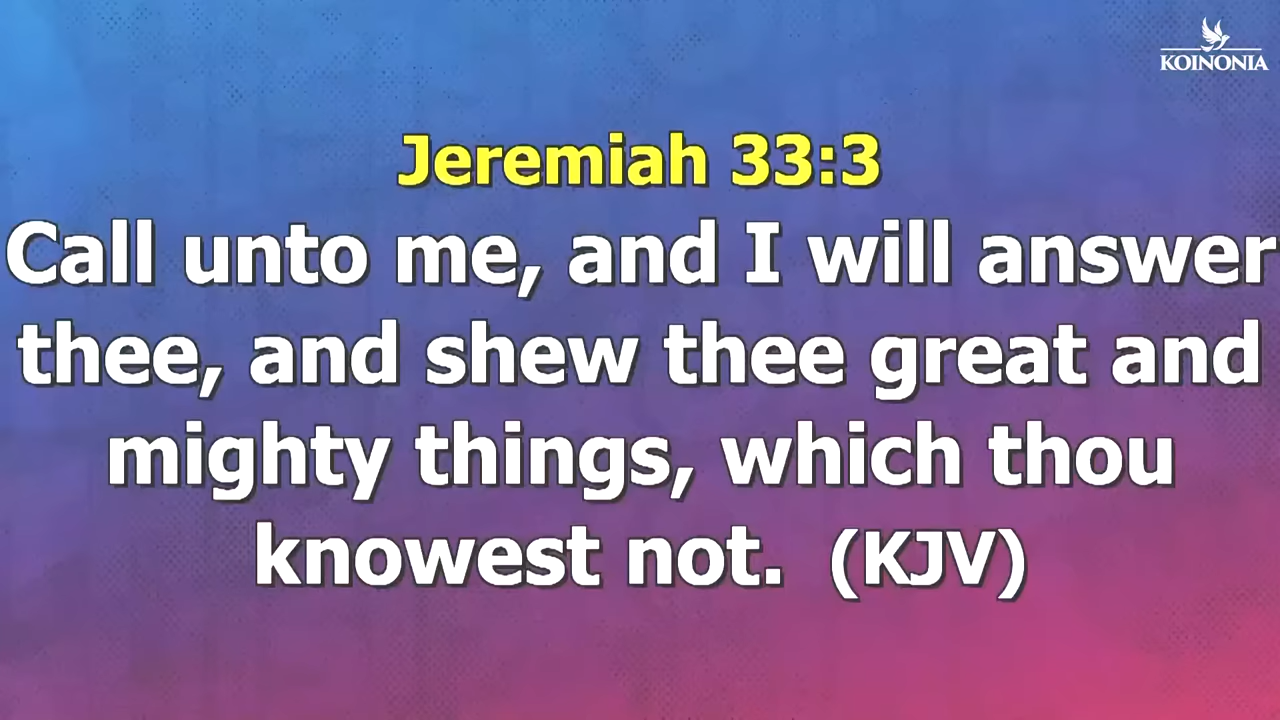 KOINONIA
Jeremiah 33:3
Call unto me, and I will answer
thee, and shew thee great and
mighty things, which thou
knowest not. (KJV)